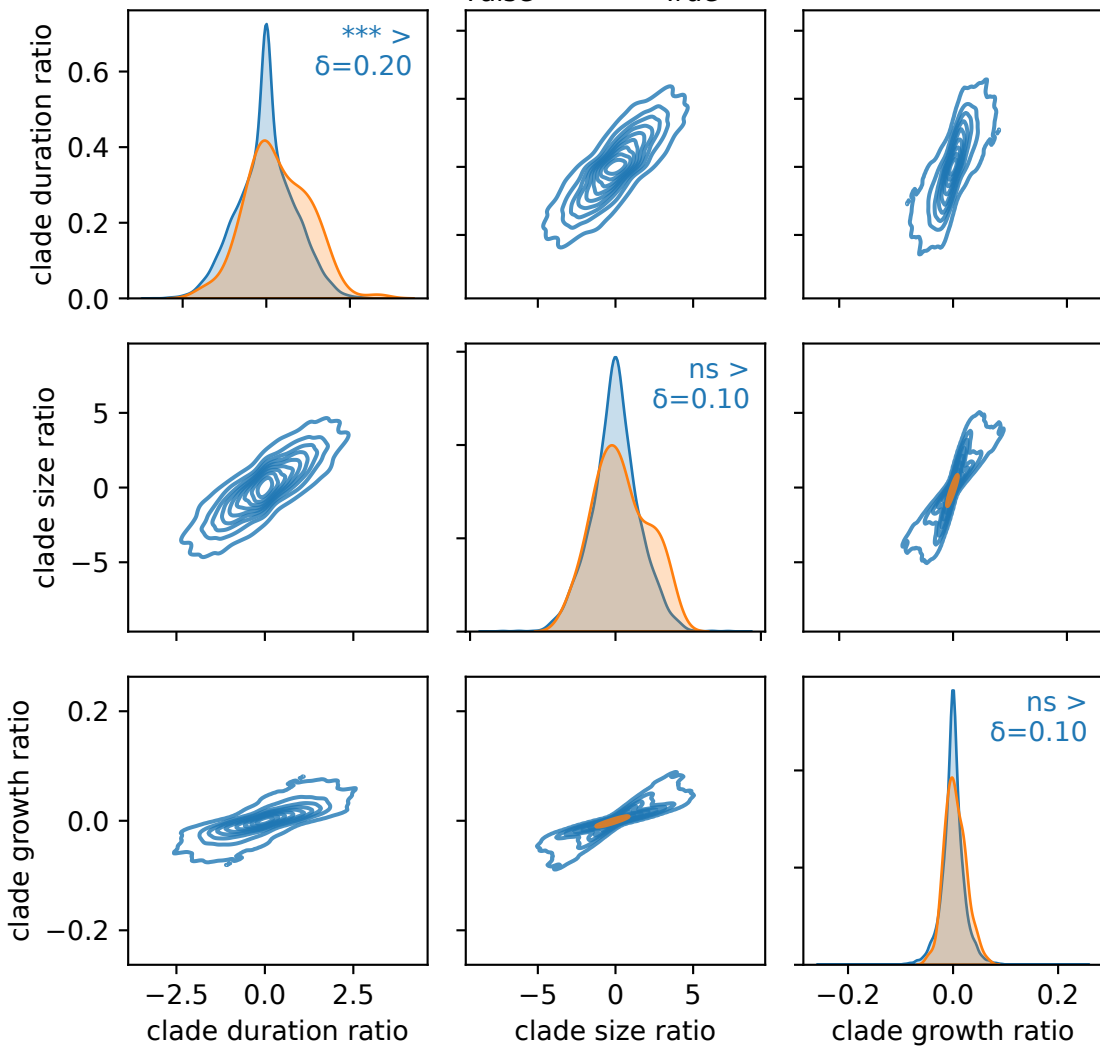 *** >
δ=0.20
clade duration ratio
0.6
0.4
0.2
0.0
ns >
δ=0.10
clade size ratio
5
0
−5
ns >
δ=0.10
clade growth ratio
0.2
0.0
−0.2
−2.5 0.0 2.5
−5 0 5
−0.2 0.0 0.2
clade duration ratio
clade size ratio
clade growth ratio